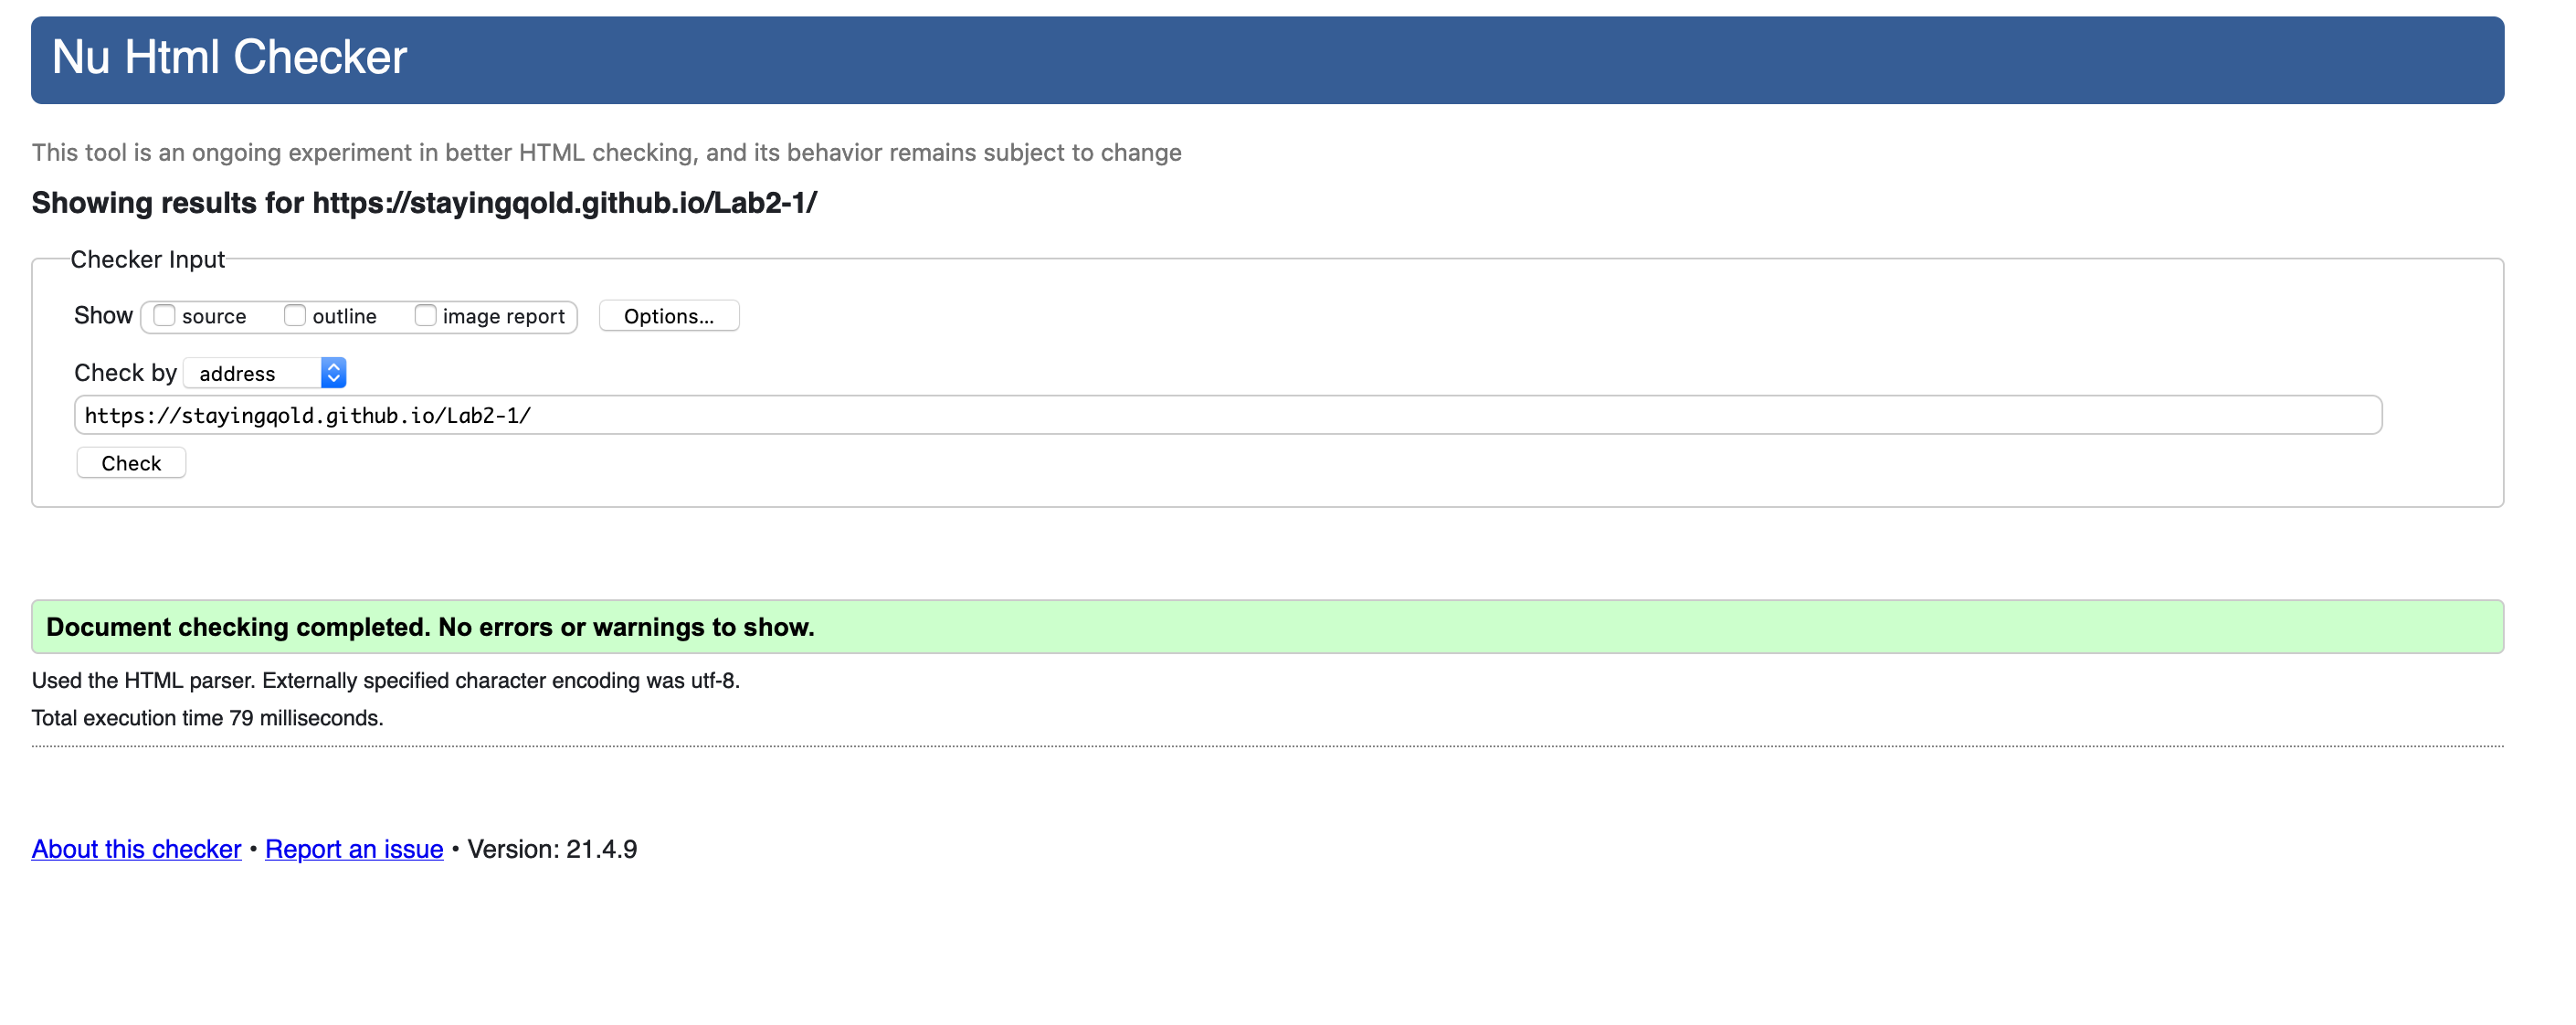 Nu Html Checker
This tool is an ongoing experiment in better HTML checking, and its behavior remains subject to change
Showing results for https://stayingqold.github.io/Lab2-1/
Checker Input
Show source outline image report Options...
Check by address
https://stayingqold.github.io/Lab2-1/
Check
Document checking completed. No errors or warnings to show.
Used the HTML parser. Externally specified character encoding was utf-8.
Total execution time 79 milliseconds.
About this checker • Report an issue • Version: 21.4.9